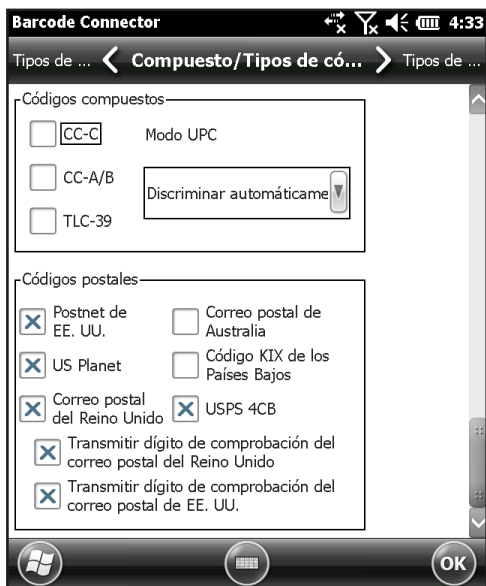 Barcode Connector 4:33
Tipos de ... Compuesto/Tipos de có... Tipos de ...
Códigos compuestos
CC-C Modo UPC
CC-A/B
Discriminar automáticame
TLC-39
Códigos postales
Postnet de
EE. UU.
Correo postal de
Australia
US Planet
Código KIX de los
Países Bajos
Correo postal
del Reino Unido
USPS 4CB
Transmitir dígito de comprobación del
correo postal del Reino Unido
Transmitir dígito de comprobación del
correo postal de EE. UU.
OK